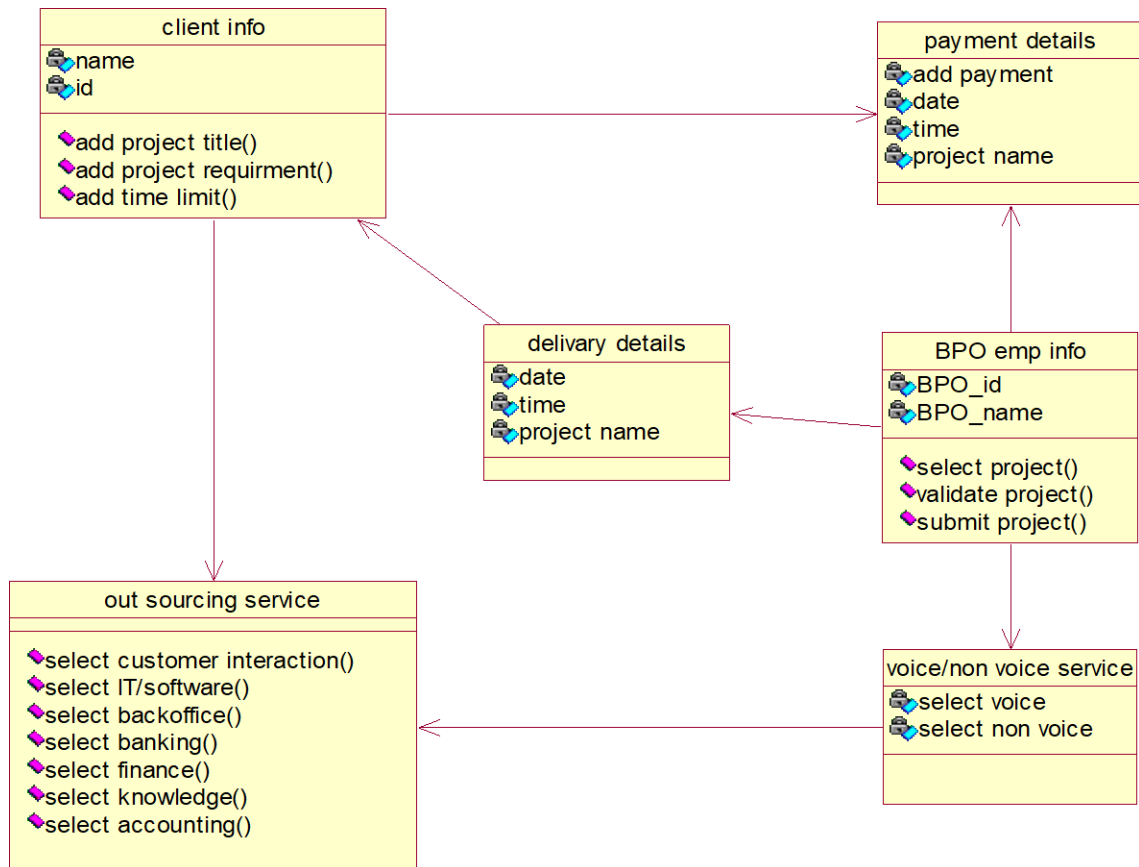 client info
name
id
add project title()
add project requirment()
add time limit()
payment details
add payment
date
time
project name
delivary details
date
time
project name
BPO emp info
BPO_id
BPO_name
select project()
validate project()
submit project()
out sourcing service
select customer interaction()
select IT/software()
select backoffice()
select banking()
select finance()
select knowledge()
select accounting()
voice/non voice service
select voice
select non voice